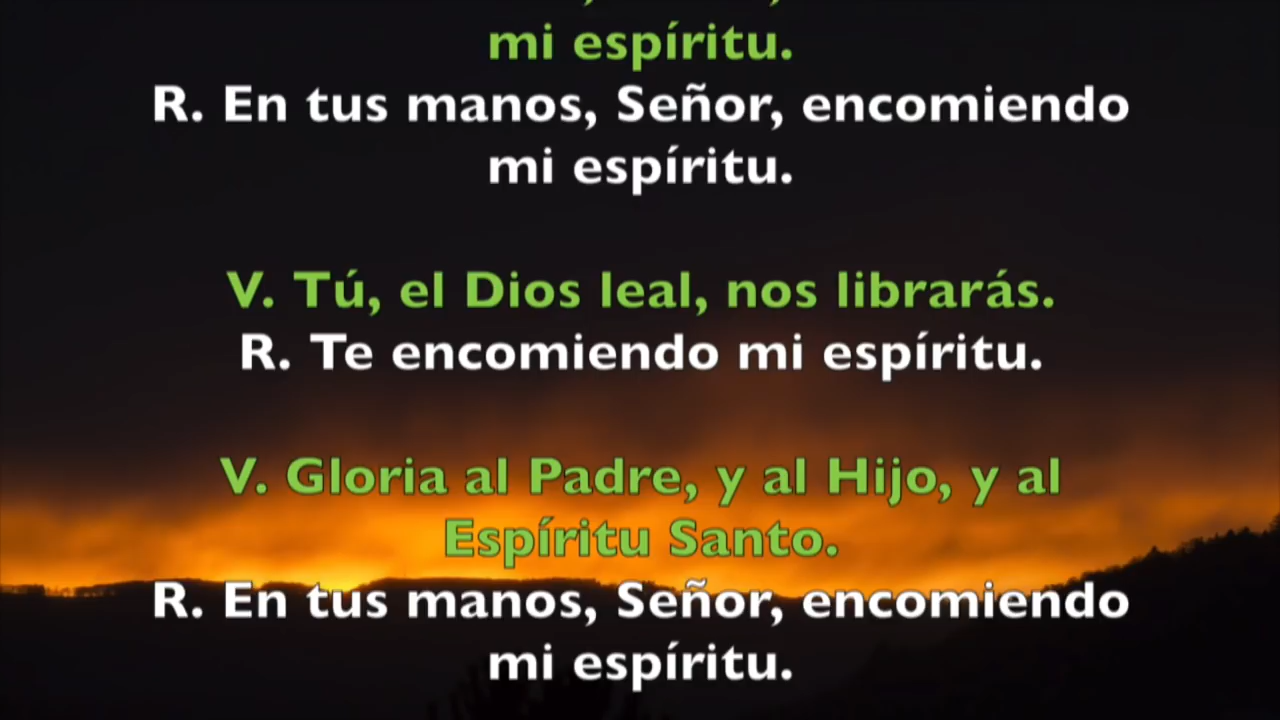 mi espíritu.
R. En tus manos, Señor, encomiendo
mi espíritu.
V. Tú, el Dios leal, nos librarás.
R. Te encomiendo mi espíritu.
V. Gloria al Padre, y al Hijo, y al
Espíritu Santo.
R. En tus manos, Señor, encomiendo
mi espíritu.